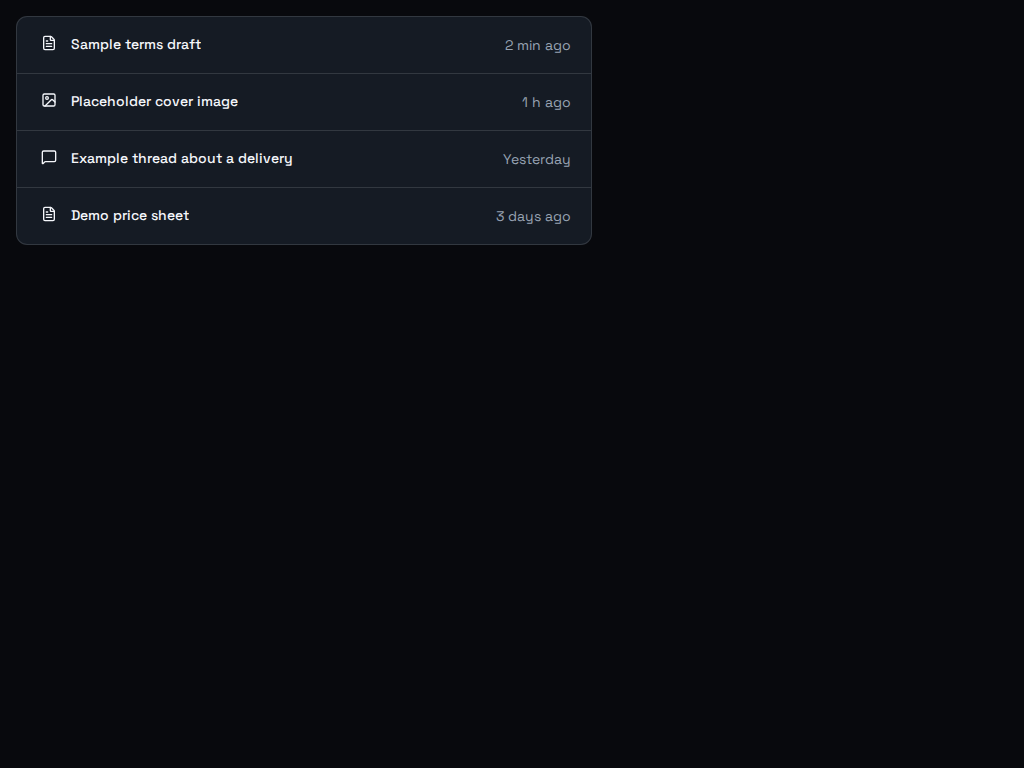 Sample terms draft
2 min ago
Placeholder cover image
1 h ago
Example thread about a delivery
Yesterday
Demo price sheet
3 days ago